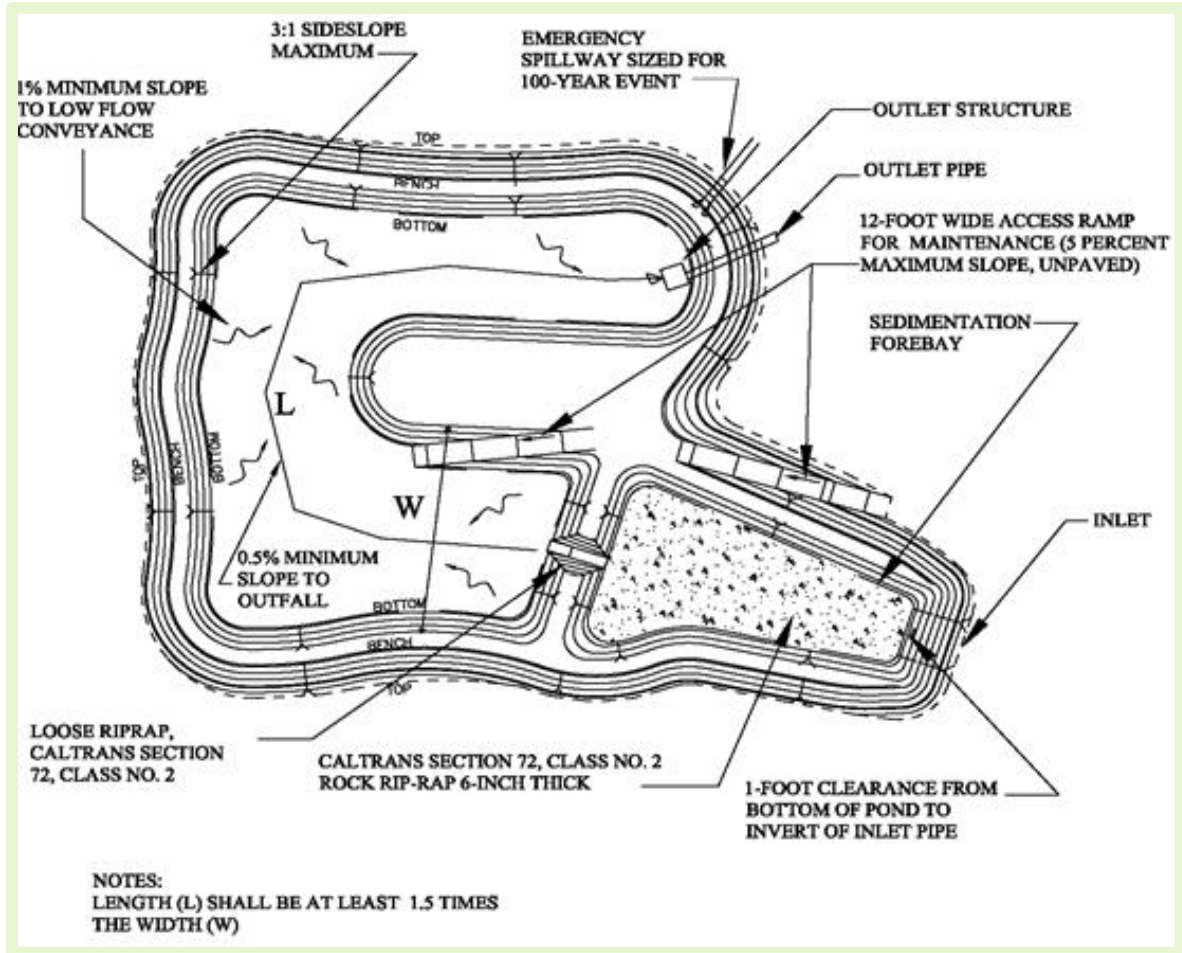 3:1 SIDESLOPE
MAXIMUM
EMERGENCY
SPILLWAY SIZED FOR
100-YEAR EVENT
1% MINIMUM SLOPE
TO LOW FLOW
CONVEYANCE
OUTLET STRUCTURE
OUTLET PIPE
12-FOOT WIDE ACCESS RAMP
FOR MAINTENANCE (5 PERCENT
MAXIMUM SLOPE, UNPAVED)
SEDIMENTATION
FOREBAY
TOP
BENCH
BOTTOM
L
W
TOP
BENCH
BOTTOM
INLET
0.5% MINIMUM
SLOPE TO
OUTFALL
BOTTOM
BENCH
TOP
LOOSE RIPRAP,
CALTRANS SECTION
72, CLASS NO. 2
CALTRANS SECTION 72, CLASS NO. 2
ROCK RIP-RAP 6-INCH THICK
1-FOOT CLEARANCE FROM
BOTTOM OF POND TO
INVERT OF INLET PIPE
NOTES:
LENGTH (L) SHALL BE AT LEAST 1.5 TIMES
THE WIDTH (W)